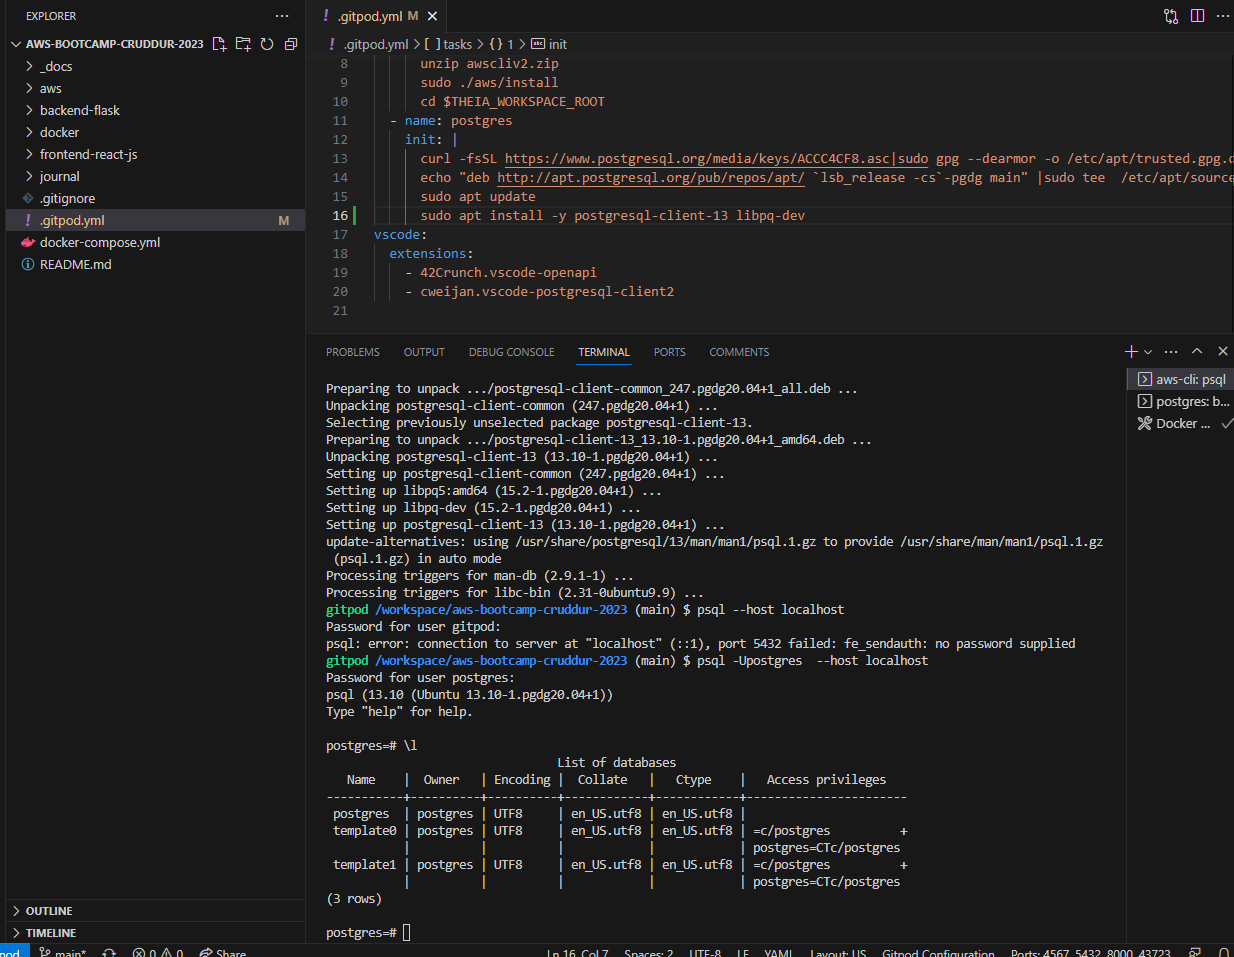 EXPLORER
AWS-BOOTCAMP-CRUDDUR-2023
_docs
aws
backend-flask
docker
frontend-react-js
journal
.gitignore
.gitpod.yml M
docker-compose.yml
README.md
OUTLINE
TIMELINE
.gitpod.yml M
.gitpod.yml > [ ] tasks > {} 1 > abc init
8 unzip awscliv2.zip
9 sudo ./aws/install
10 cd $THEIA_WORKSPACE_ROOT
11 - name: postgres
12 init: |
13 curl -fsSL https://www.postgresql.org/media/keys/ACCC4CF8.asc|sudo gpg --dearmor -o /etc/apt/trusted.gpg.
14 echo "deb http://apt.postgresql.org/pub/repos/apt/ `lsb_release -cs`-pgdg main" |sudo tee  /etc/apt/source
15 sudo apt update
16 sudo apt install -y postgresql-client-13 libpq-dev
17 vscode:
18 extensions:
19 - 42Crunch.vscode-openapi
20 - cweijan.vscode-postgresql-client2
21
PROBLEMS OUTPUT DEBUG CONSOLE TERMINAL PORTS COMMENTS
aws-cli: psql
postgres: b...
Docker ...
Preparing to unpack .../postgresql-client-common_247.pgdg20.04+1_all.deb ...
Unpacking postgresql-client-common (247.pgdg20.04+1) ...
Selecting previously unselected package postgresql-client-13.
Preparing to unpack .../postgresql-client-13_13.10-1.pgdg20.04+1_amd64.deb ...
Unpacking postgresql-client-13 (13.10-1.pgdg20.04+1) ...
Setting up postgresql-client-common (247.pgdg20.04+1) ...
Setting up libpq5:amd64 (15.2-1.pgdg20.04+1) ...
Setting up libpq-dev (15.2-1.pgdg20.04+1) ...
Setting up postgresql-client-13 (13.10-1.pgdg20.04+1) ...
update-alternatives: using /usr/share/postgresql/13/man/man1/psql.1.gz to provide /usr/share/man/man1/psql.1.gz
(psql.1.gz) in auto mode
Processing triggers for man-db (2.9.1-1) ...
Processing triggers for libc-bin (2.31-0ubuntu9.9) ...
gitpod /workspace/aws-bootcamp-cruddur-2023 (main) $ psql --host localhost
Password for user gitpod:
psql: error: connection to server at "localhost" (::1), port 5432 failed: fe_sendauth: no password supplied
gitpod /workspace/aws-bootcamp-cruddur-2023 (main) $ psql -Upostgres  --host localhost
Password for user postgres:
psql (13.10 (Ubuntu 13.10-1.pgdg20.04+1))
Type "help" for help.
postgres=# \l
List of databases
Name | Owner | Encoding | Collate | Ctype | Access privileges
-----------+----------+----------+------------+------------+-----------------------
postgres | postgres | UTF8 | en_US.utf8 | en_US.utf8 |
template0 | postgres | UTF8 | en_US.utf8 | en_US.utf8 | =c/postgres +
| | | | | postgres=CTc/postgres
template1 | postgres | UTF8 | en_US.utf8 | en_US.utf8 | =c/postgres +
| | | | | postgres=CTc/postgres
(3 rows)
postgres=#
pod main* 0 0 Share Ln 16, Col 7 Spaces: 2 UTF-8 LF YAML Layout: US Gitpod Configuration Ports: 4567, 5432, 8000, 43723